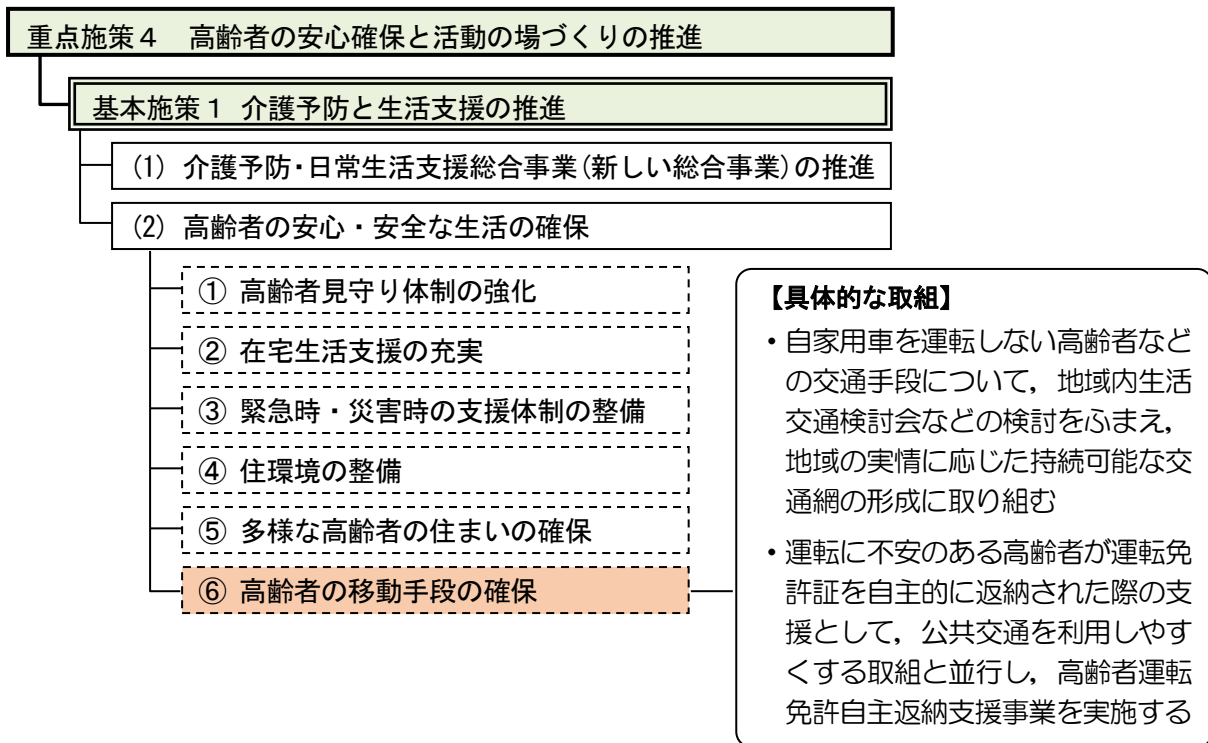 重点施策4 高齢者の安心確保と活動の場づくりの推進
基本施策1 介護予防と生活支援の推進
(1) 介護予防・日常生活支援総合事業(新しい総合事業)の推進
(2) 高齢者の安心・安全な生活の確保
① 高齢者見守り体制の強化
② 在宅生活支援の充実
③ 緊急時・災害時の支援体制の整備
④ 住環境の整備
⑤ 多様な高齢者の住まいの確保
⑥ 高齢者の移動手段の確保
【具体的な取組】
・自家用車を運転しない高齢者など
の交通手段について，地域内生活
交通検討会などの検討をふまえ，
地域の実情に応じた持続可能な交
通網の形成に取り組む
・運転に不安のある高齢者が運転免
許証を自主的に返納された際の支
援として，公共交通を利用しやす
くする取組と並行し，高齢者運転
免許自主返納支援事業を実施する